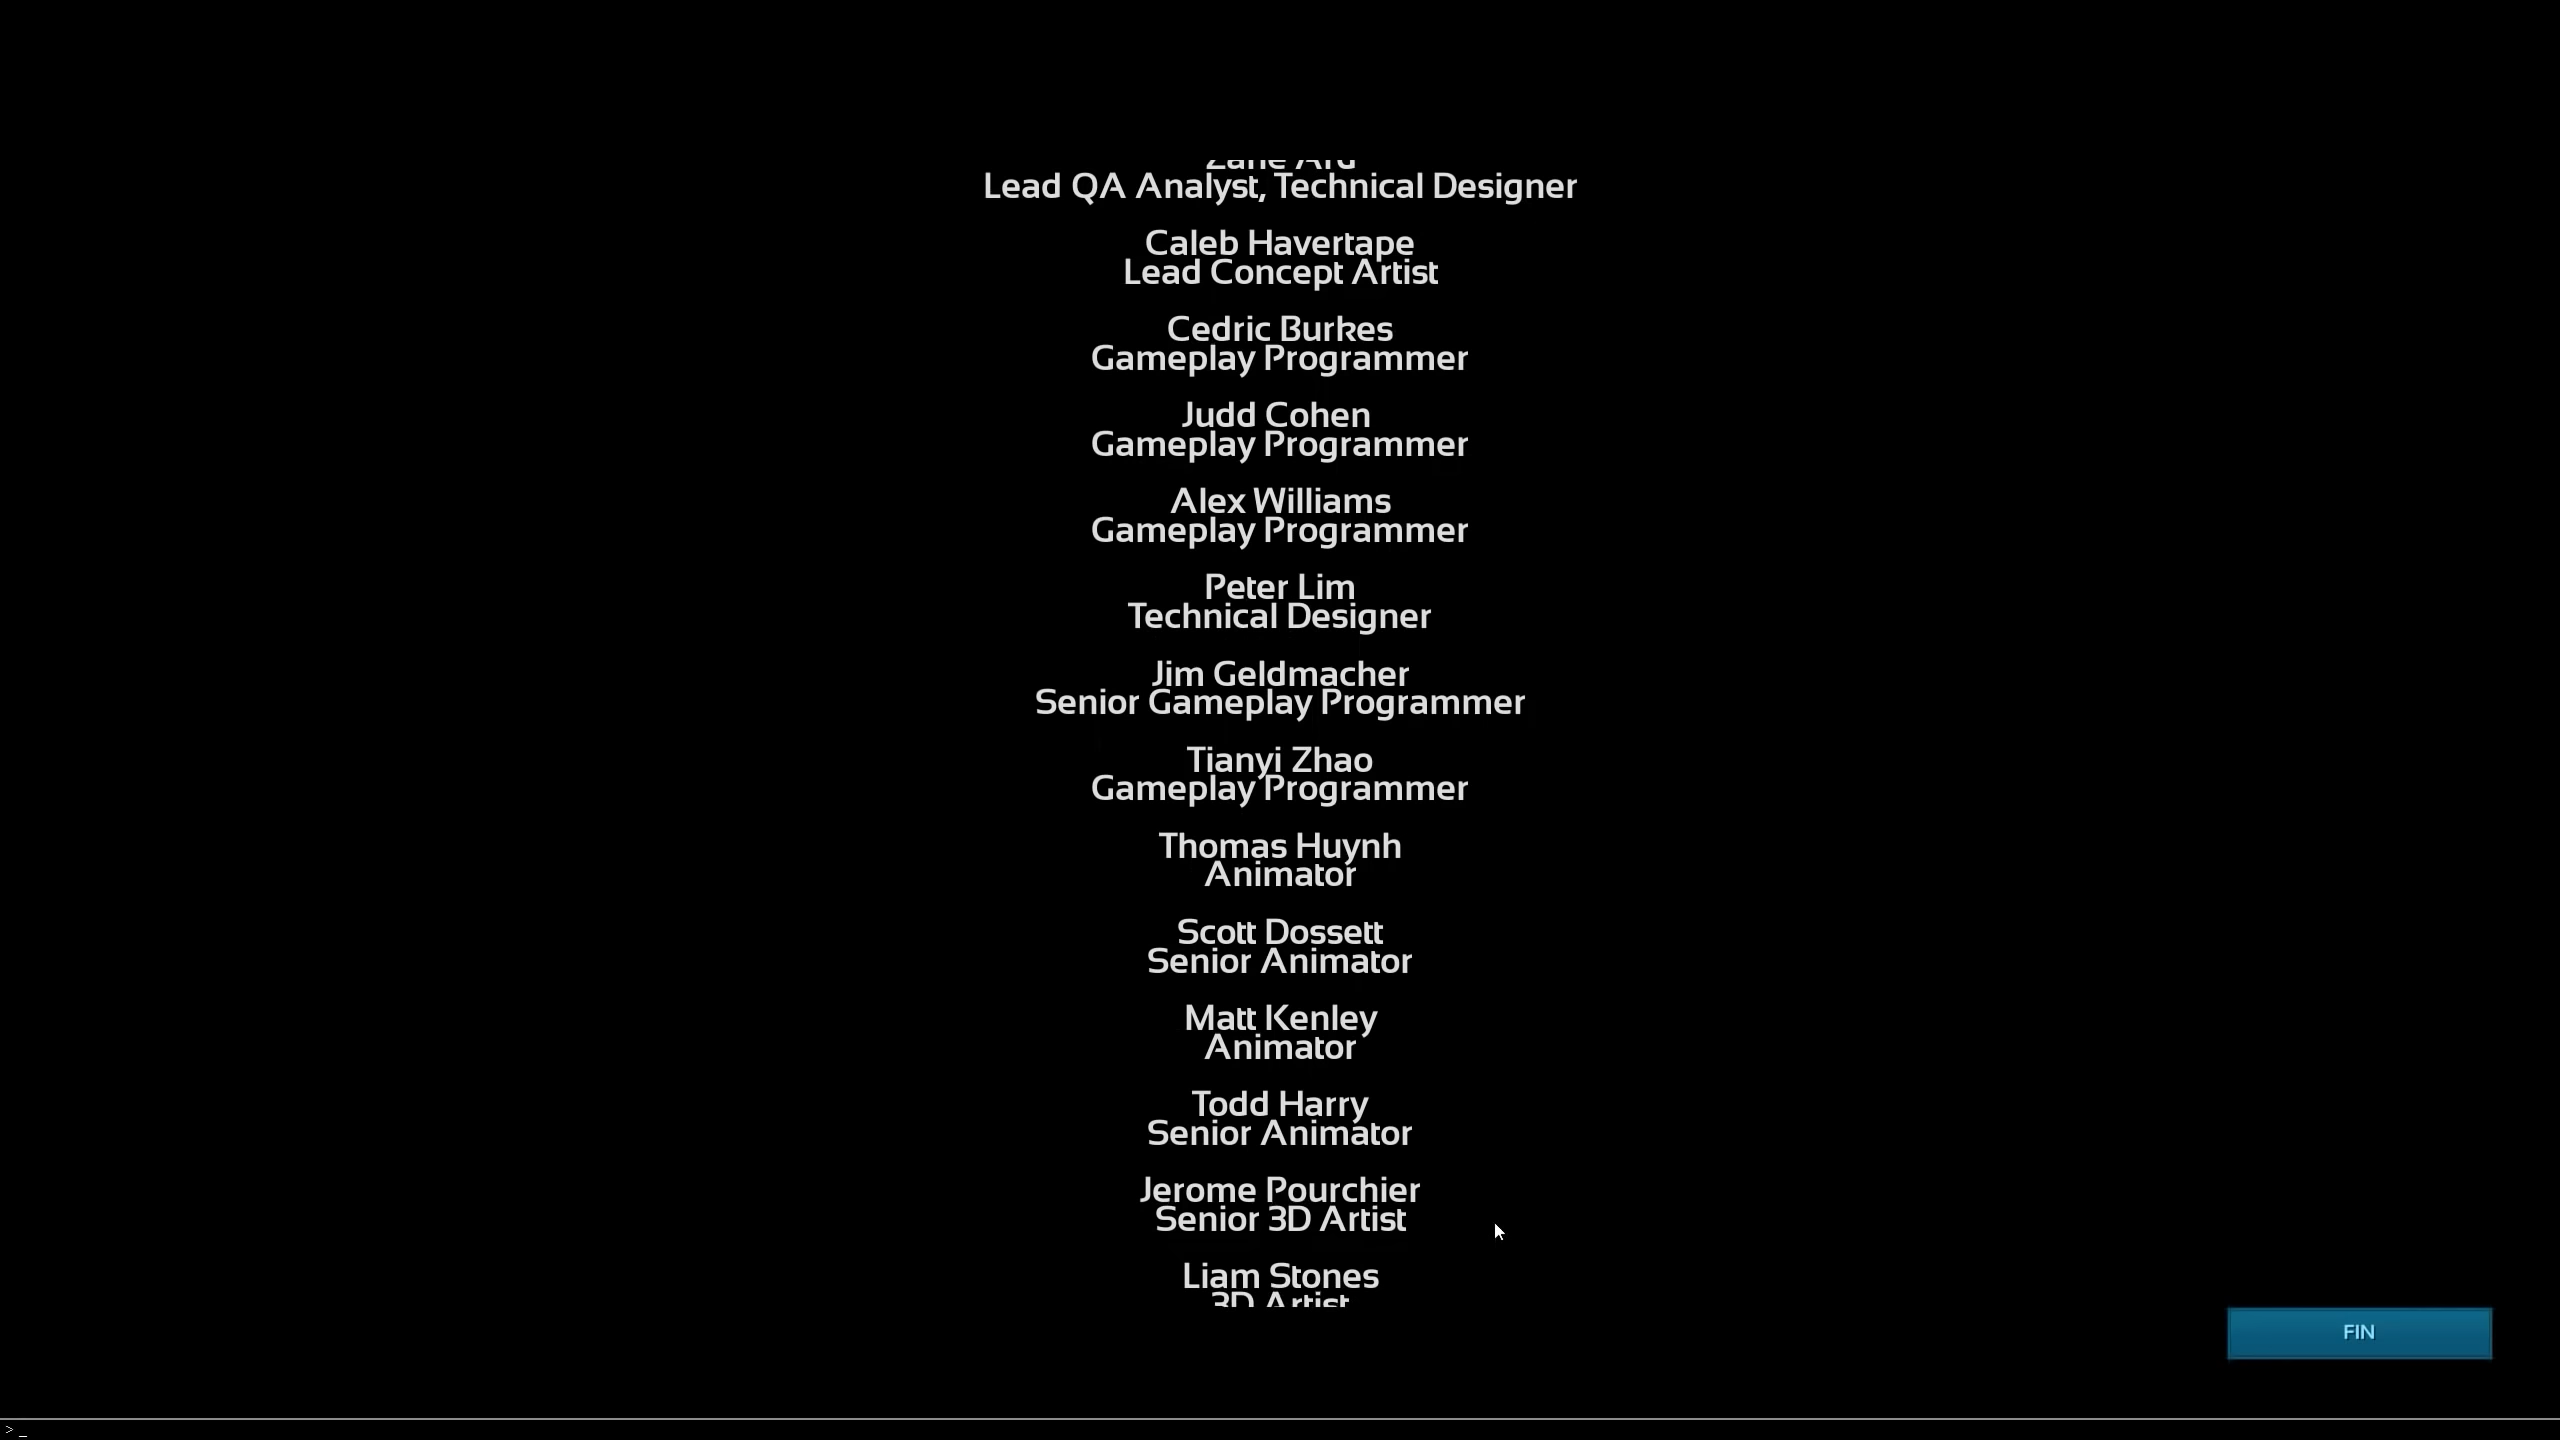 Lead QA Analyst, Technical Designer
Caleb Havertape
Lead Concept Artist
Cedric Burkes
Gameplay Programmer
Judd Cohen
Gameplay Programmer
Alex Williams
Gameplay Programmer
Peter Lim
Technical Designer
Jim Geldmacher
Senior Gameplay Programmer
Tianyi Zhao
Gameplay Programmer
Thomas Huynh
Animator
Scott Dossett
Senior Animator
Matt Kenley
Animator
Todd Harry
Senior Animator
Jerome Pourchier
Senior 3D Artist
Liam Stones
3D Artist
FIN
> _